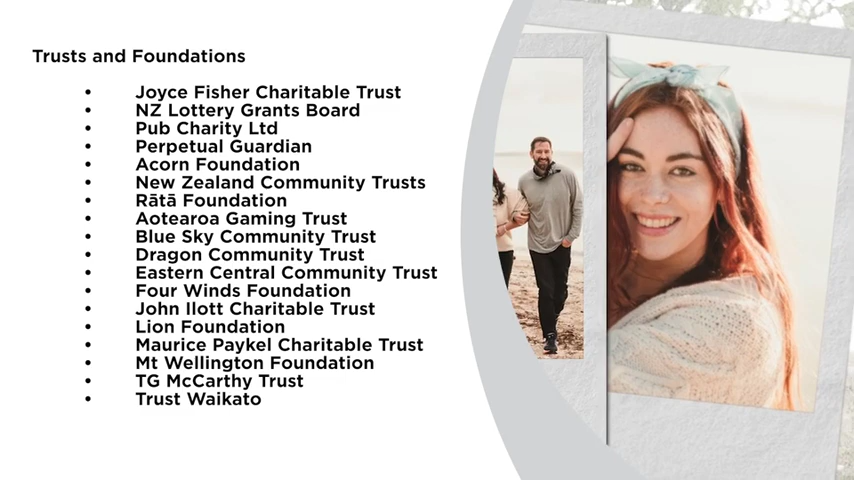 Trusts and Foundations
• Joyce Fisher Charitable Trust
• NZ Lottery Grants Board
• Pub Charity Ltd
• Perpetual Guardian
• Acorn Foundation
• New Zealand Community Trusts
• Rātā Foundation
• Aotearoa Gaming Trust
• Blue Sky Community Trust
• Dragon Community Trust
• Eastern Central Community Trust
• Four Winds Foundation
• John Ilott Charitable Trust
• Lion Foundation
• Maurice Paykel Charitable Trust
• Mt Wellington Foundation
• TG McCarthy Trust
• Trust Waikato